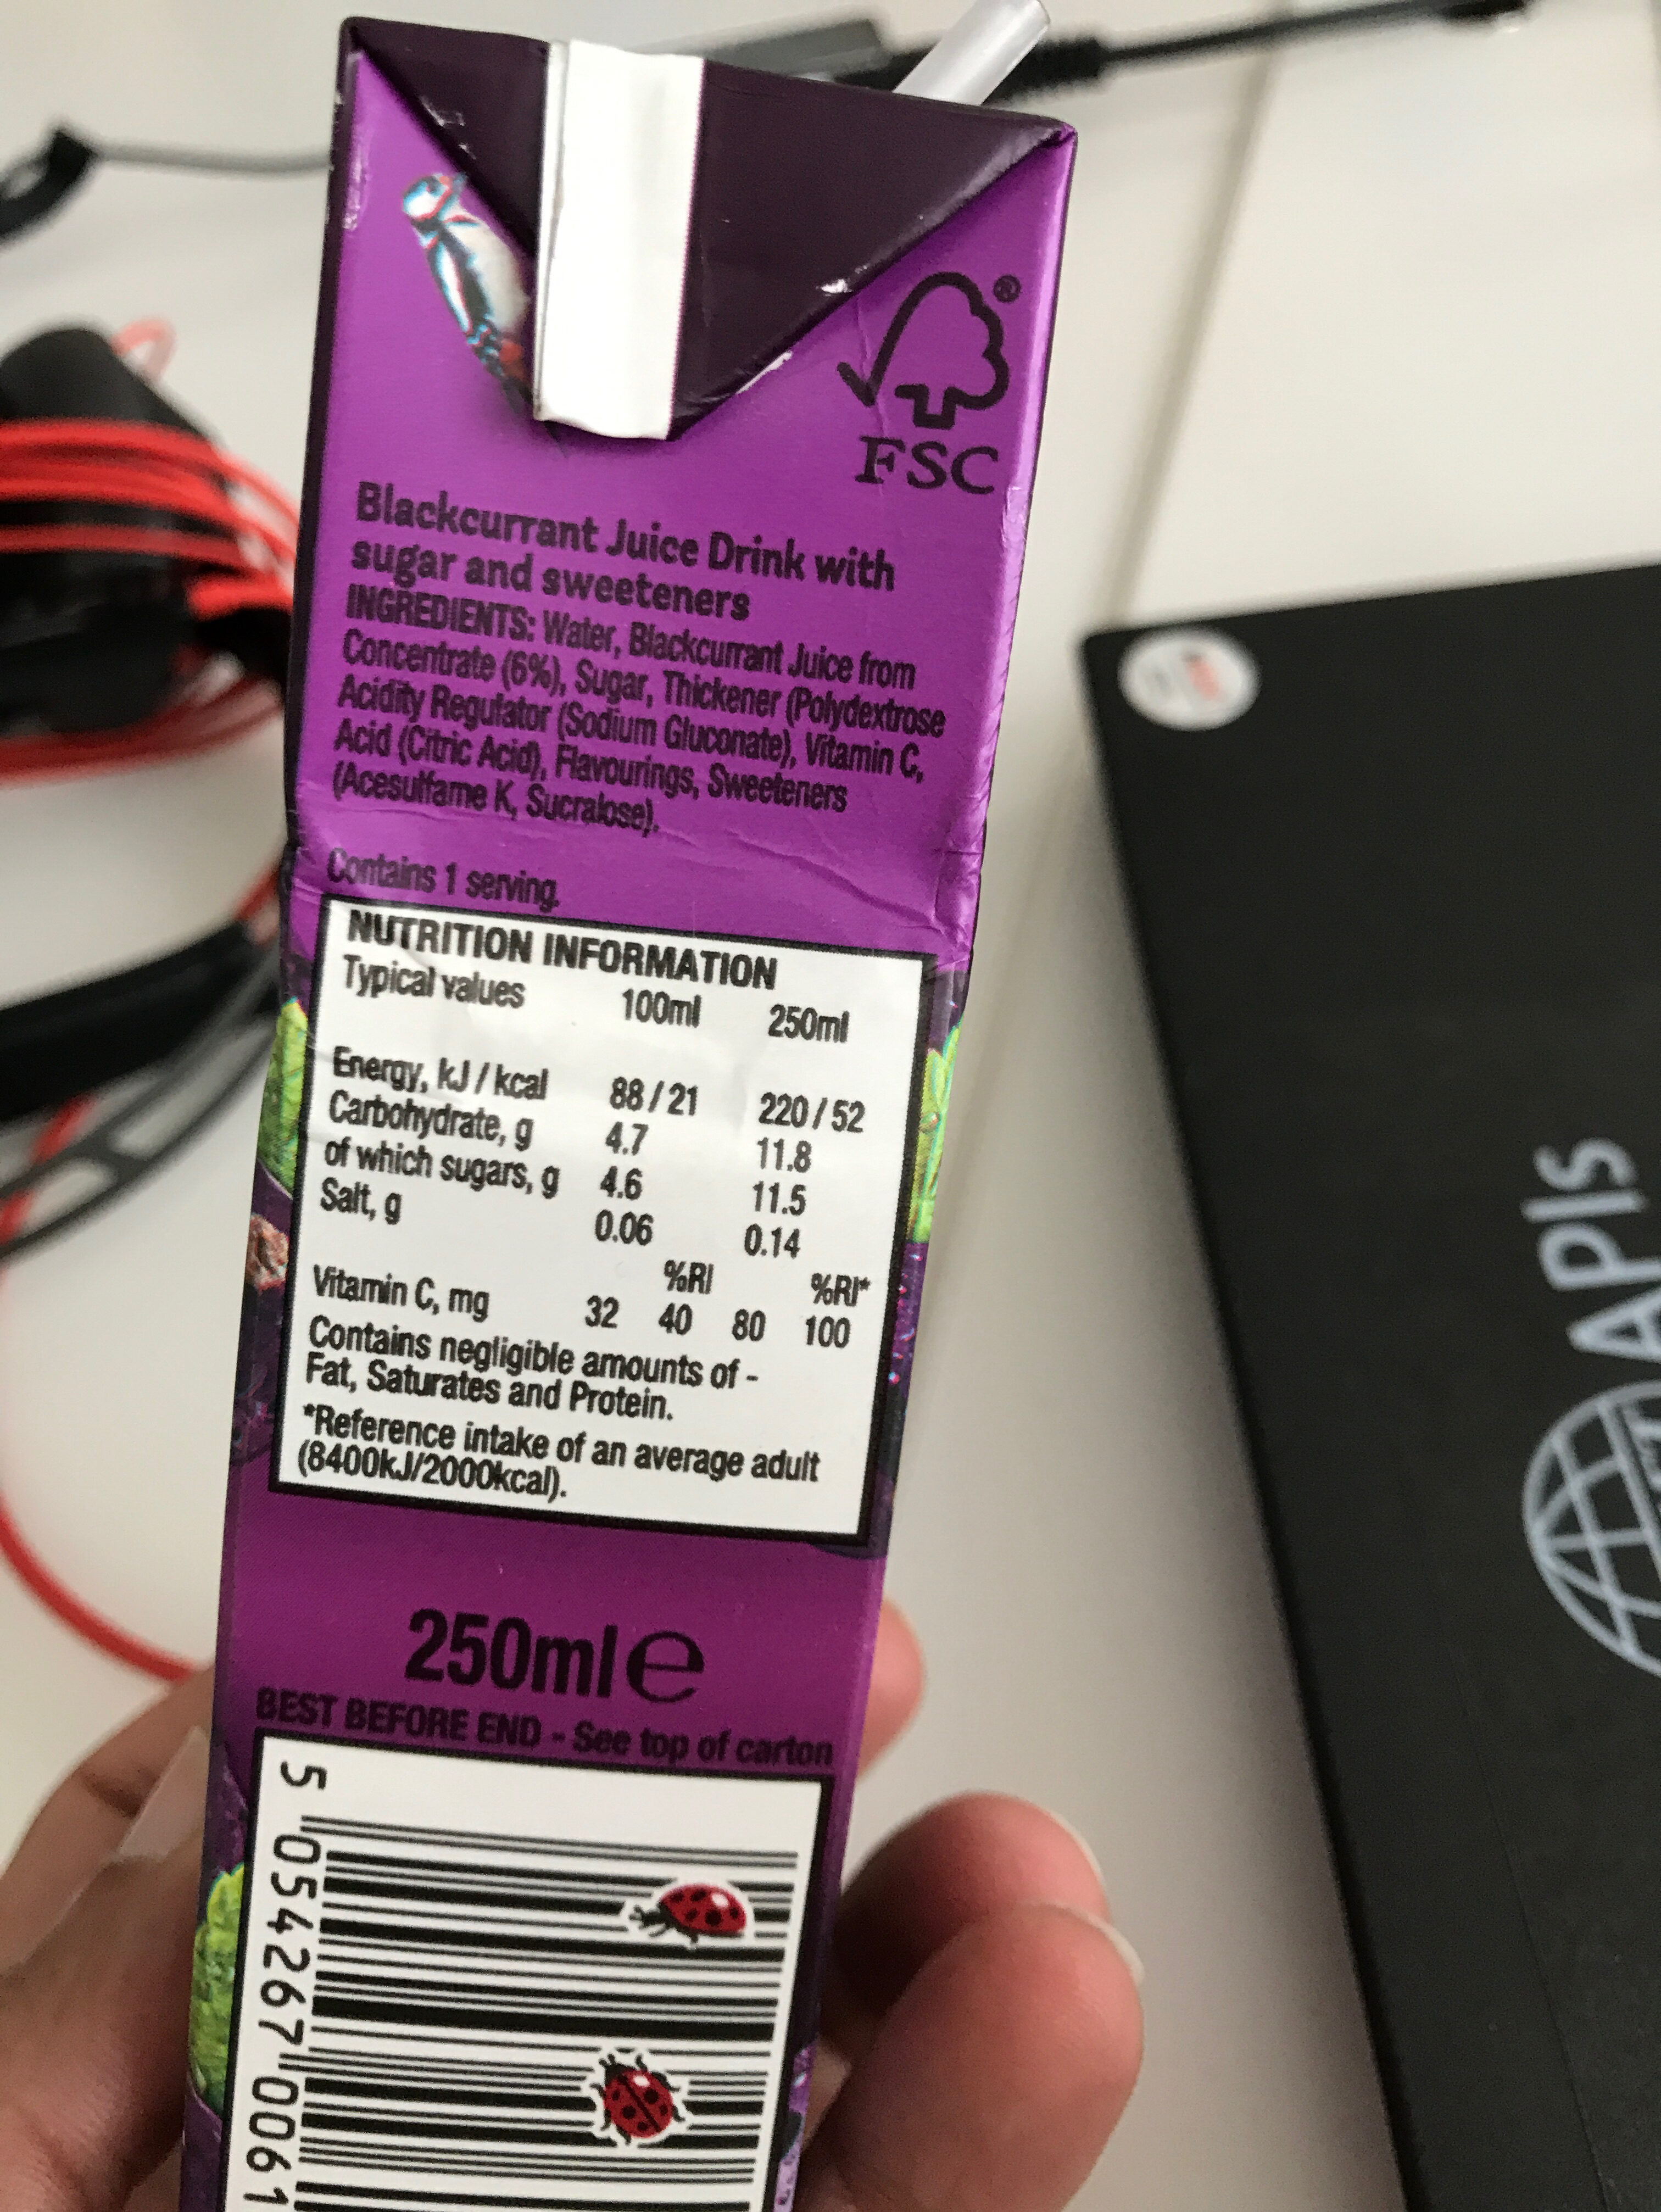 ®
FSC
Blackcurrant Juice Drink with
sugar and sweeteners
INGREDIENTS: Water, Blackcurrant Juice from
Concentrate (6%), Sugar, Thickener (Polydextrose
Acidity Regulator (Sodium Gluconate), Vitamin C,
Acid (Citric Acid), Flavourings, Sweeteners
(Acesulfame K, Sucralose).
Contains 1 serving.
NUTRITION INFORMATION
Typical values 100ml 250ml
Energy, kJ / kcal 88 / 21 220 / 52
Carbohydrate, g 4.7 11.8
of which sugars, g 4.6 11.5
Salt, g 0.06 0.14
%RI %RI*
Vitamin C, mg 32 40 80 100
Contains negligible amounts of -
Fat, Saturates and Protein.
*Reference intake of an average adult
(8400kJ/2000kcal).
250ml e
BEST BEFORE END - See top of carton
5 054267 0061
APIs